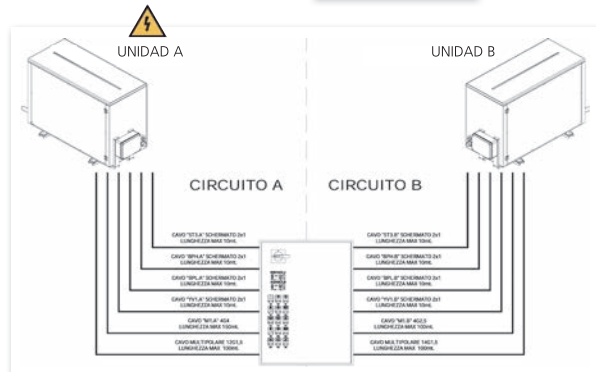 UNIDAD A
UNIDAD B
CIRCUITO A
CIRCUITO B
CAVO "ST3.A" SCHERMATO 2x1
LUNGHEZZA MAX 10mt.
CAVO "BPH.A" SCHERMATO 2x1
LUNGHEZZA MAX 10mt.
CAVO "BPL.A" SCHERMATO 2x1
LUNGHEZZA MAX 10mt.
CAVO "YV1.A" SCHERMATO 2x1
LUNGHEZZA MAX 10mt.
CAVO "M1.A" 4G4
LUNGHEZZA MAX 100mt.
CAVO MULTIPOLARE 12G1,5
LUNGHEZZA MAX 100mt.
CAVO "ST3.B" SCHERMATO 2x1
LUNGHEZZA MAX 10mt.
CAVO "BPH.B" SCHERMATO 2x1
LUNGHEZZA MAX 10mt.
CAVO "BPL.B" SCHERMATO 2x1
LUNGHEZZA MAX 10mt.
CAVO "YV1.B" SCHERMATO 2x1
LUNGHEZZA MAX 10mt.
CAVO "M1.B" 4G2,5
LUNGHEZZA MAX 100mt.
CAVO MULTIPOLARE 14G1,5
LUNGHEZZA MAX 100mt.